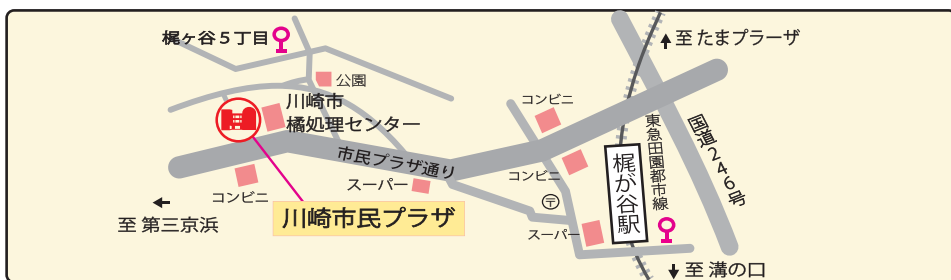 梶ヶ谷5丁目
公園
川崎市
橘処理センター
コンビニ
市民プラザ通り
スーパー
コンビニ
至 第三京浜
川崎市民プラザ
コンビニ
〒
スーパー
梶が谷駅
東急田園都市線
国道246号
至 たまプラーザ
至 溝の口